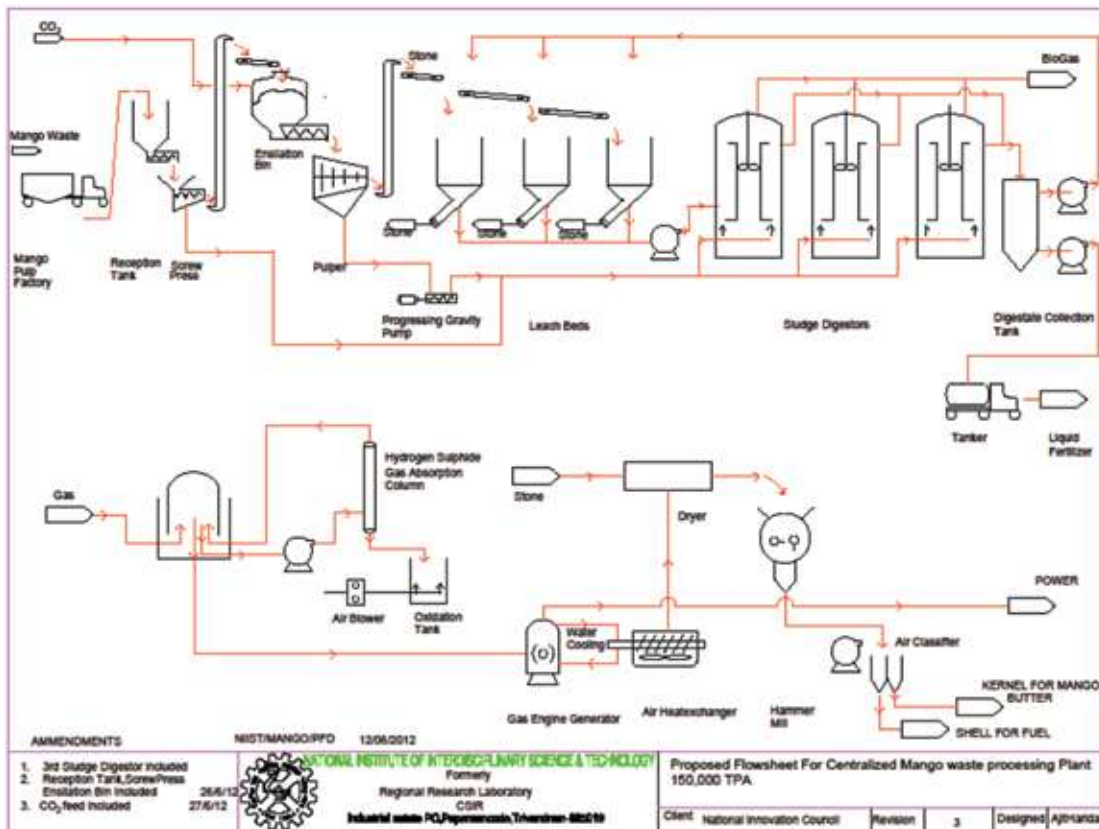 CO2
Stone
BioGas
Mango Waste
Ensilation
Bin
Stone
Stone
Stone
Mango
Pulp
Factory
Reception
Tank
Screw
Press
Pulper
Progressing Gravity
Pump
Leach Beds
Sludge Digestors
Digestate Collection
Tank
Tanker
Liquid
Fertilizer
Hydrogen Sulphide
Gas Absorption
Column
Gas
Stone
Dryer
POWER
Air Blower
Oxidation
Tank
Water
Cooling
Air Classifier
KERNEL FOR MANGO
BUTTER
Gas Engine Generator
Air Heatexchanger
Hammer
Mill
SHELL FOR FUEL
AMMENDMENTS
NIIST/MANGO/PFD 12/06/2012
1. 3rd Sludge Digestor Included
2. Reception Tank,ScrewPress
Ensilation Bin Included 26/6/12
3. CO2 feed Included 27/6/12
NATIONAL INSTITUTE OF INTERDISCIPLINARY SCIENCE & TECHNOLOGY
Formerly
Regional Research Laboratory
CSIR
Industrial estate PO,
Proposed Flowsheet For Centralized Mango waste processing Plant
150,000 TPA
Client National Innovation Council Revision 3 Designed